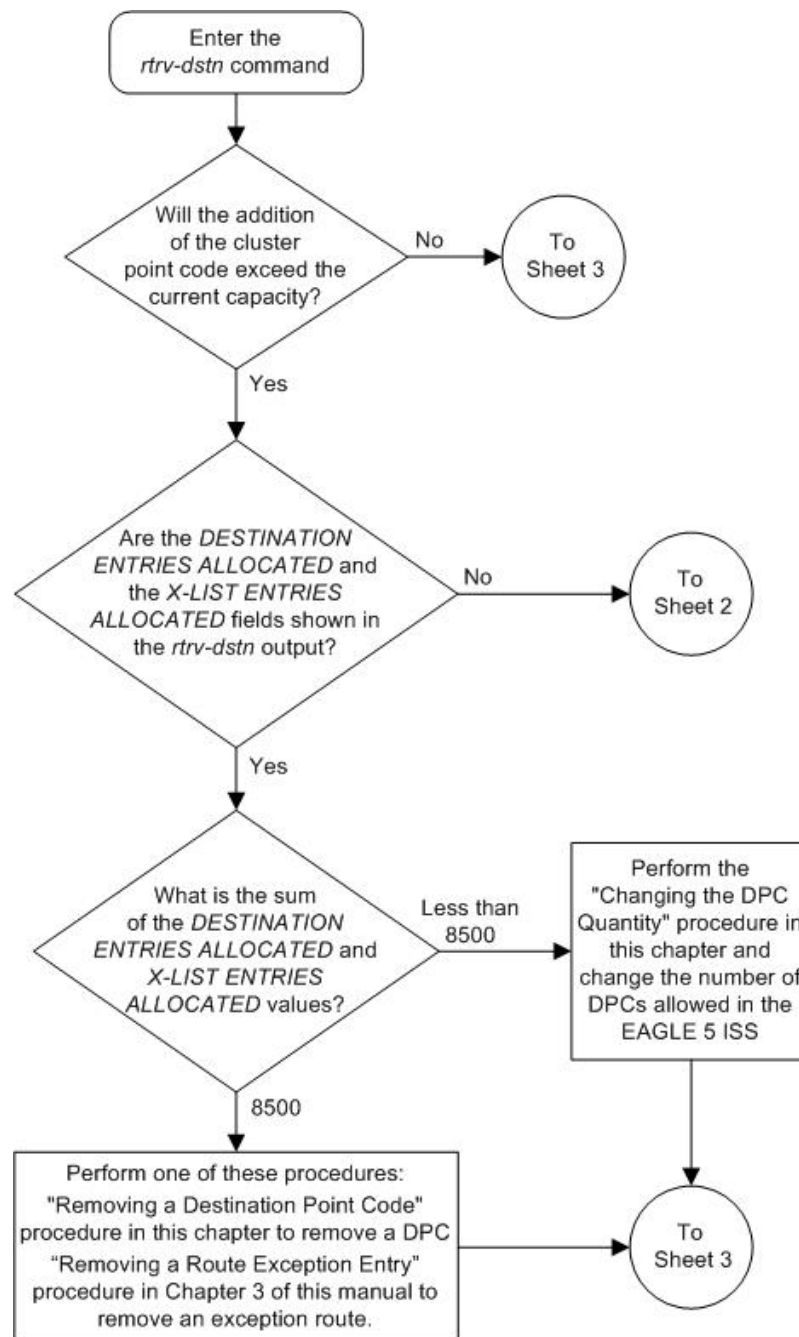 Enter the
rtrv-dstn command
Will the addition
of the cluster
point code exceed the
current capacity?
No
To
Sheet 3
Yes
Are the DESTINATION
ENTRIES ALLOCATED and
the X-LIST ENTRIES
ALLOCATED fields shown in
the rtrv-dstn output?
No
To
Sheet 2
Yes
What is the sum
of the DESTINATION
ENTRIES ALLOCATED and
X-LIST ENTRIES
ALLOCATED values?
Less than
8500
Perform the
"Changing the DPC
Quantity" procedure in
this chapter and
change the number of
DPCs allowed in the
EAGLE 5 ISS
8500
Perform one of these procedures:
"Removing a Destination Point Code"
procedure in this chapter to remove a DPC
“Removing a Route Exception Entry”
procedure in Chapter 3 of this manual to
remove an exception route.
To
Sheet 3